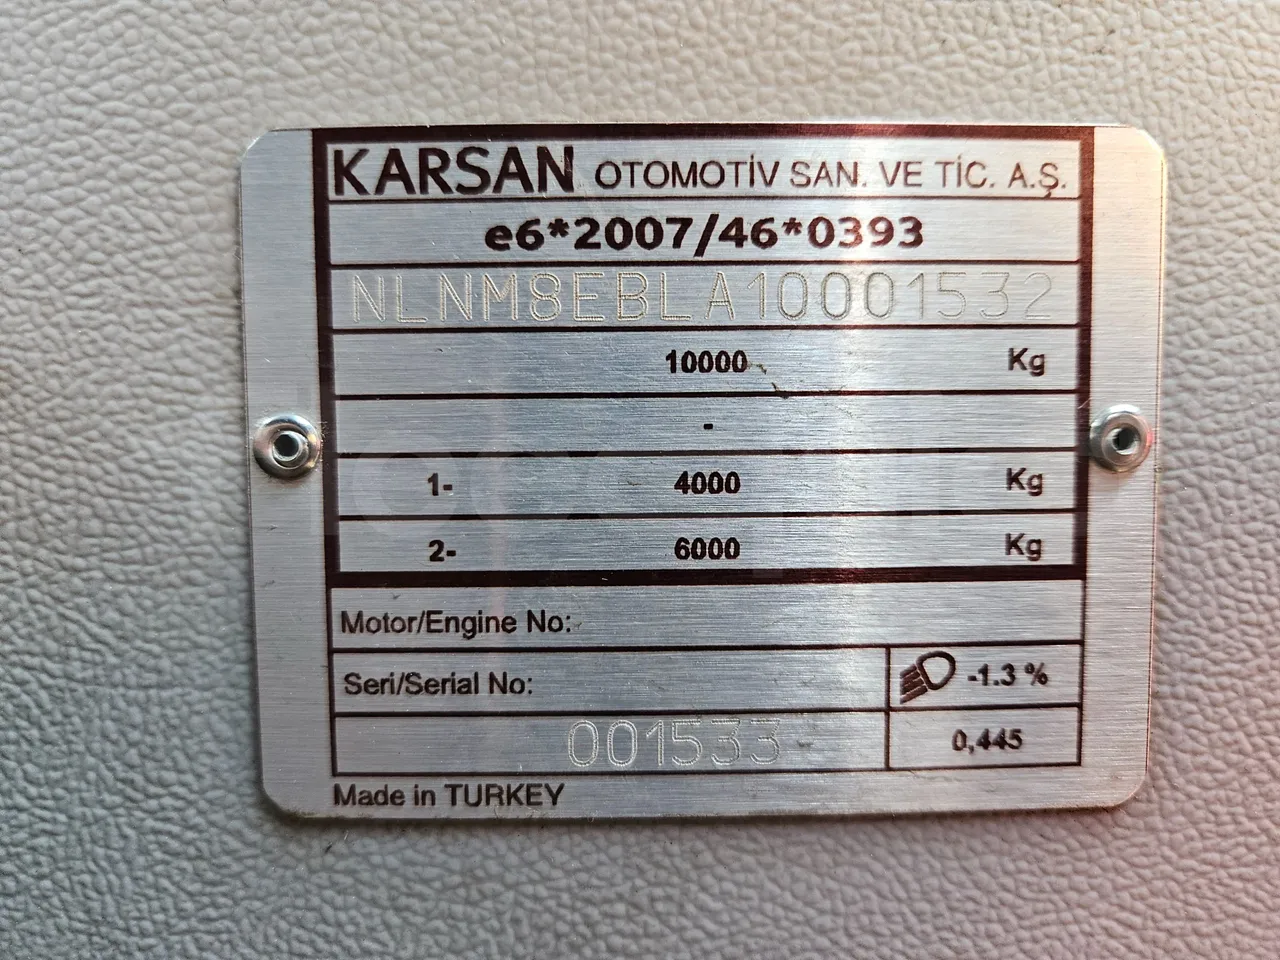 KARSAN OTOMOTİV SAN. VE TİC. A.Ş.
e6*2007/46*0393
NLNM8EBLA10001532
10000 Kg
-
1- 4000 Kg
2- 6000 Kg
Motor/Engine No:
Seri/Serial No:
-1.3 %
001533
0,445
Made in TURKEY